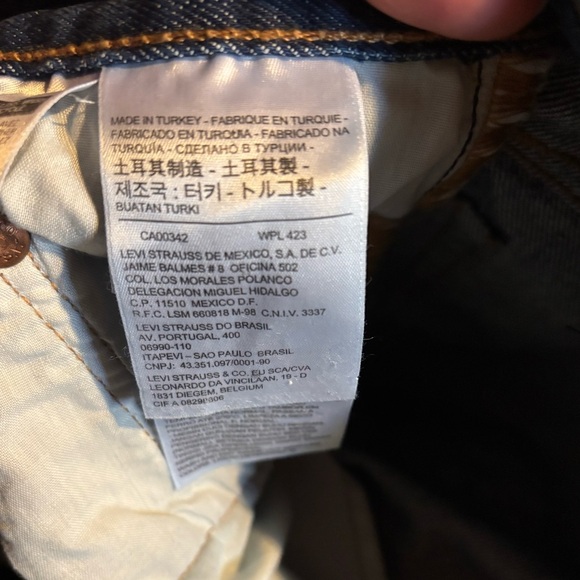 MADE IN TURKEY - FABRIQUE EN TURQUIE -
FABRICADO EN TURQUIA - FABRICADO NA
TURQUÍA - СДЕЛАНО В ТУРЦИИ -
土耳其制造 - 土耳其製 -
제조국 : 터키 - トルコ製 -
BUATAN TURKI
CA00342 WPL 423
LEVI STRAUSS DE MEXICO, S.A. DE C.V.
JAIME BALMES # 8 OFICINA 502
COL. LOS MORALES POLANCO
DELEGACION MIGUEL HIDALGO
C.P. 11510 MEXICO D.F.
R.F.C. LSM 660818 M-98 C.N.I.V. 3337
LEVI STRAUSS DO BRASIL
AV. PORTUGAL, 400
06990-110
ITAPEVI - SAO PAULO BRASIL
CNPJ: 43.351.097/0001-90
LEVI STRAUSS & CO. EU SCA/CVA
LEONARDO DA VINCILAAN, 19 - D
1831 DIEGEM, BELGIUM
CIF A